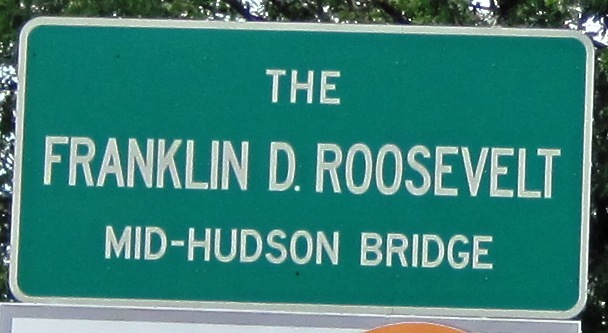 THE
FRANKLIN D. ROOSEVELT
MID-HUDSON BRIDGE